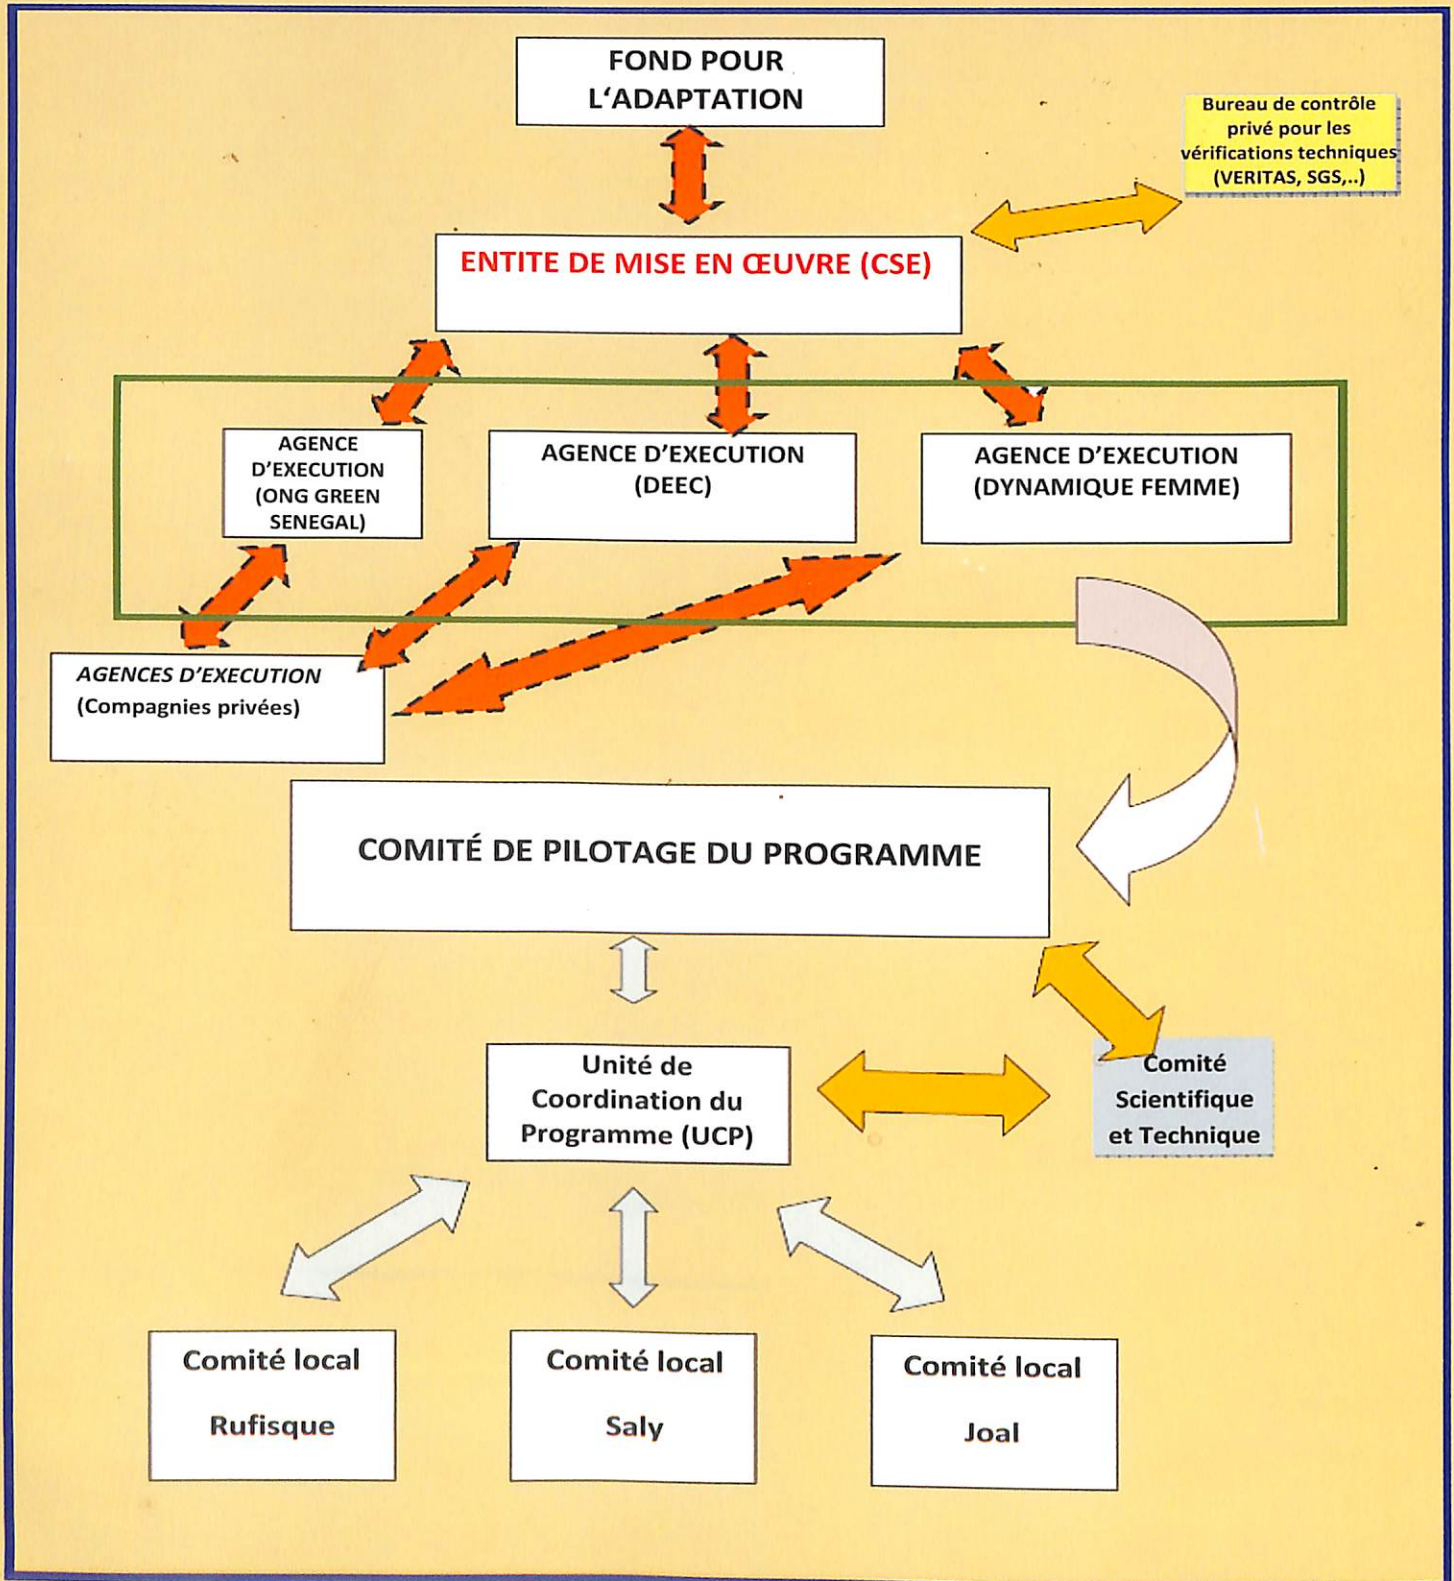 FOND POUR
L‘ADAPTATION
Bureau de contrôle
privé pour les
vérifications techniques
(VERITAS, SGS,..)
ENTITE DE MISE EN ŒUVRE (CSE)
AGENCE
D’EXECUTION
(ONG GREEN
SENEGAL)
AGENCE D’EXECUTION
(DEEC)
AGENCE D’EXECUTION
(DYNAMIQUE FEMME)
AGENCES D’EXECUTION
(Compagnies privées)
COMITÉ DE PILOTAGE DU PROGRAMME
Unité de
Coordination du
Programme (UCP)
Comité
Scientifique
et Technique
Comité local
Rufisque
Comité local
Saly
Comité local
Joal